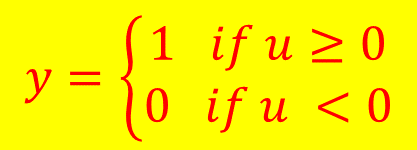 y = { 1 if u ≥ 0
0 if u < 0